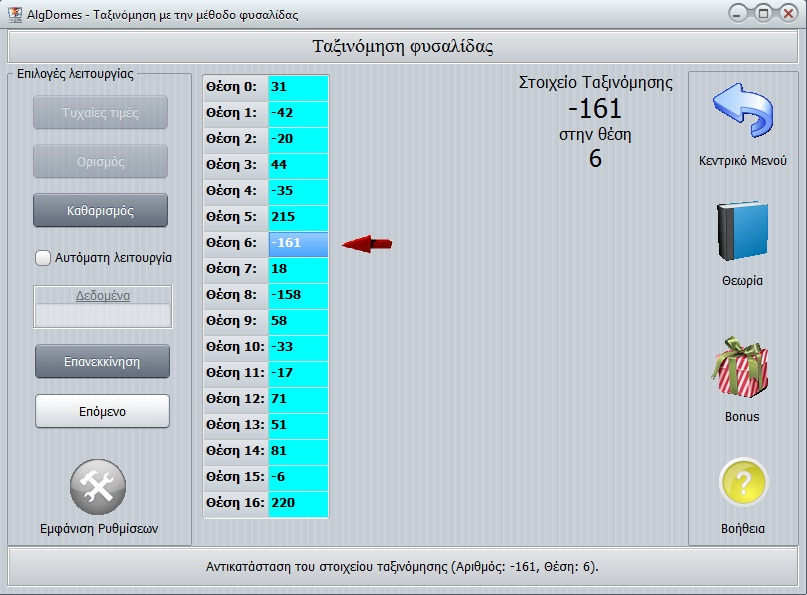 AlgDomes - Ταξινόμηση με την μέθοδο φυσαλίδας
Ταξινόμηση φυσαλίδας
Επιλογές λειτουργίας
Τυχαίες τιμές
Ορισμός
Καθαρισμός
Αυτόματη λειτουργία
Δεδομένα
Επανεκκίνηση
Επόμενο
Εμφάνιση Ρυθμίσεων
Θέση 0: 31
Θέση 1: -42
Θέση 2: -20
Θέση 3: 44
Θέση 4: -35
Θέση 5: 215
Θέση 6: -161
Θέση 7: 18
Θέση 8: -158
Θέση 9: 58
Θέση 10: -33
Θέση 11: -17
Θέση 12: 71
Θέση 13: 51
Θέση 14: 81
Θέση 15: -6
Θέση 16: 220
Στοιχείο Ταξινόμησης
-161
στην θέση
6
Κεντρικό Μενού
Θεωρία
Bonus
Βοήθεια
Αντικατάσταση του στοιχείου ταξινόμησης (Αριθμός: -161, Θέση: 6).